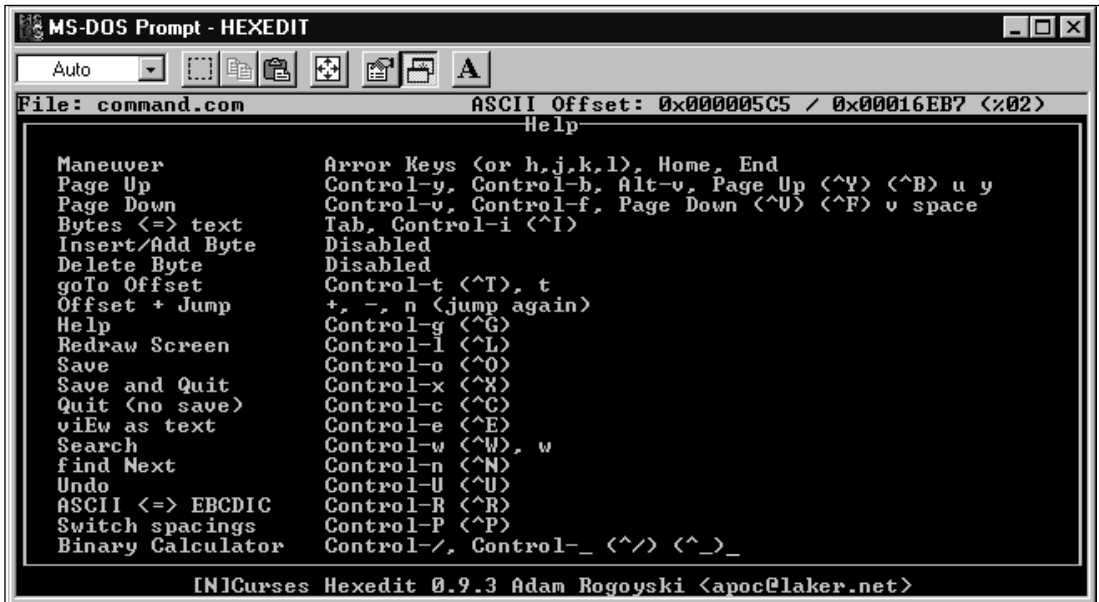 MS-DOS Prompt - HEXEDIT
Auto A
File: command.com ASCII Offset: 0x000005C5 / 0x00016EB7 (%02)
Help
Maneuver Arror Keys (or h,j,k,l), Home, End
Page Up Control-y, Control-b, Alt-v, Page Up (^Y) (^B) u y
Page Down Control-v, Control-f, Page Down (^V) (^F) v space
Bytes <=> text Tab, Control-i (^I)
Insert/Add Byte Disabled
Delete Byte Disabled
goTo Offset Control-t (^T), t
Offset + Jump +, -, n (jump again)
Help Control-g (^G)
Redraw Screen Control-l (^L)
Save Control-o (^O)
Save and Quit Control-x (^X)
Quit (no save) Control-c (^C)
viEw as text Control-e (^E)
Search Control-w (^W), w
find Next Control-n (^N)
Undo Control-U (^U)
ASCII <=> EBCDIC Control-R (^R)
Switch spacings Control-P (^P)
Binary Calculator Control-/, Control-_ (^/) (^_)_
[N]Curses Hexedit 0.9.3 Adam Rogoyski <apoc@laker.net>